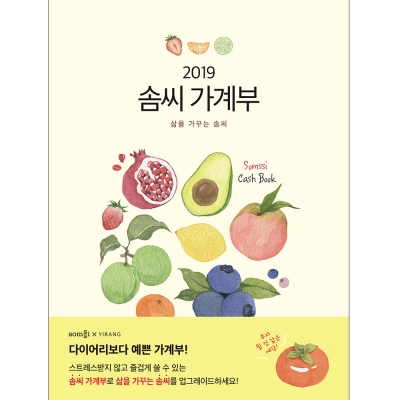 2019
솜씨 가계부
삶을 가꾸는 솜씨
Somssi
Cash Book
somssi × YIRANG
다이어리보다 예쁜 가계부!
스트레스받지 않고 즐겁게 쓸 수 있는
솜씨 가계부로 삶을 가꾸는 솜씨를 업그레이드하세요!